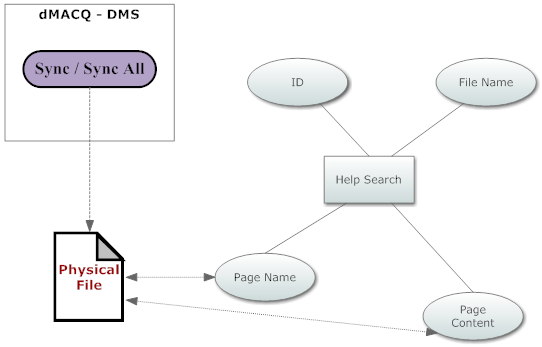 dMACQ - DMS
Sync / Sync All
ID
File Name
Help Search
Physical
File
Page Name
Page
Content